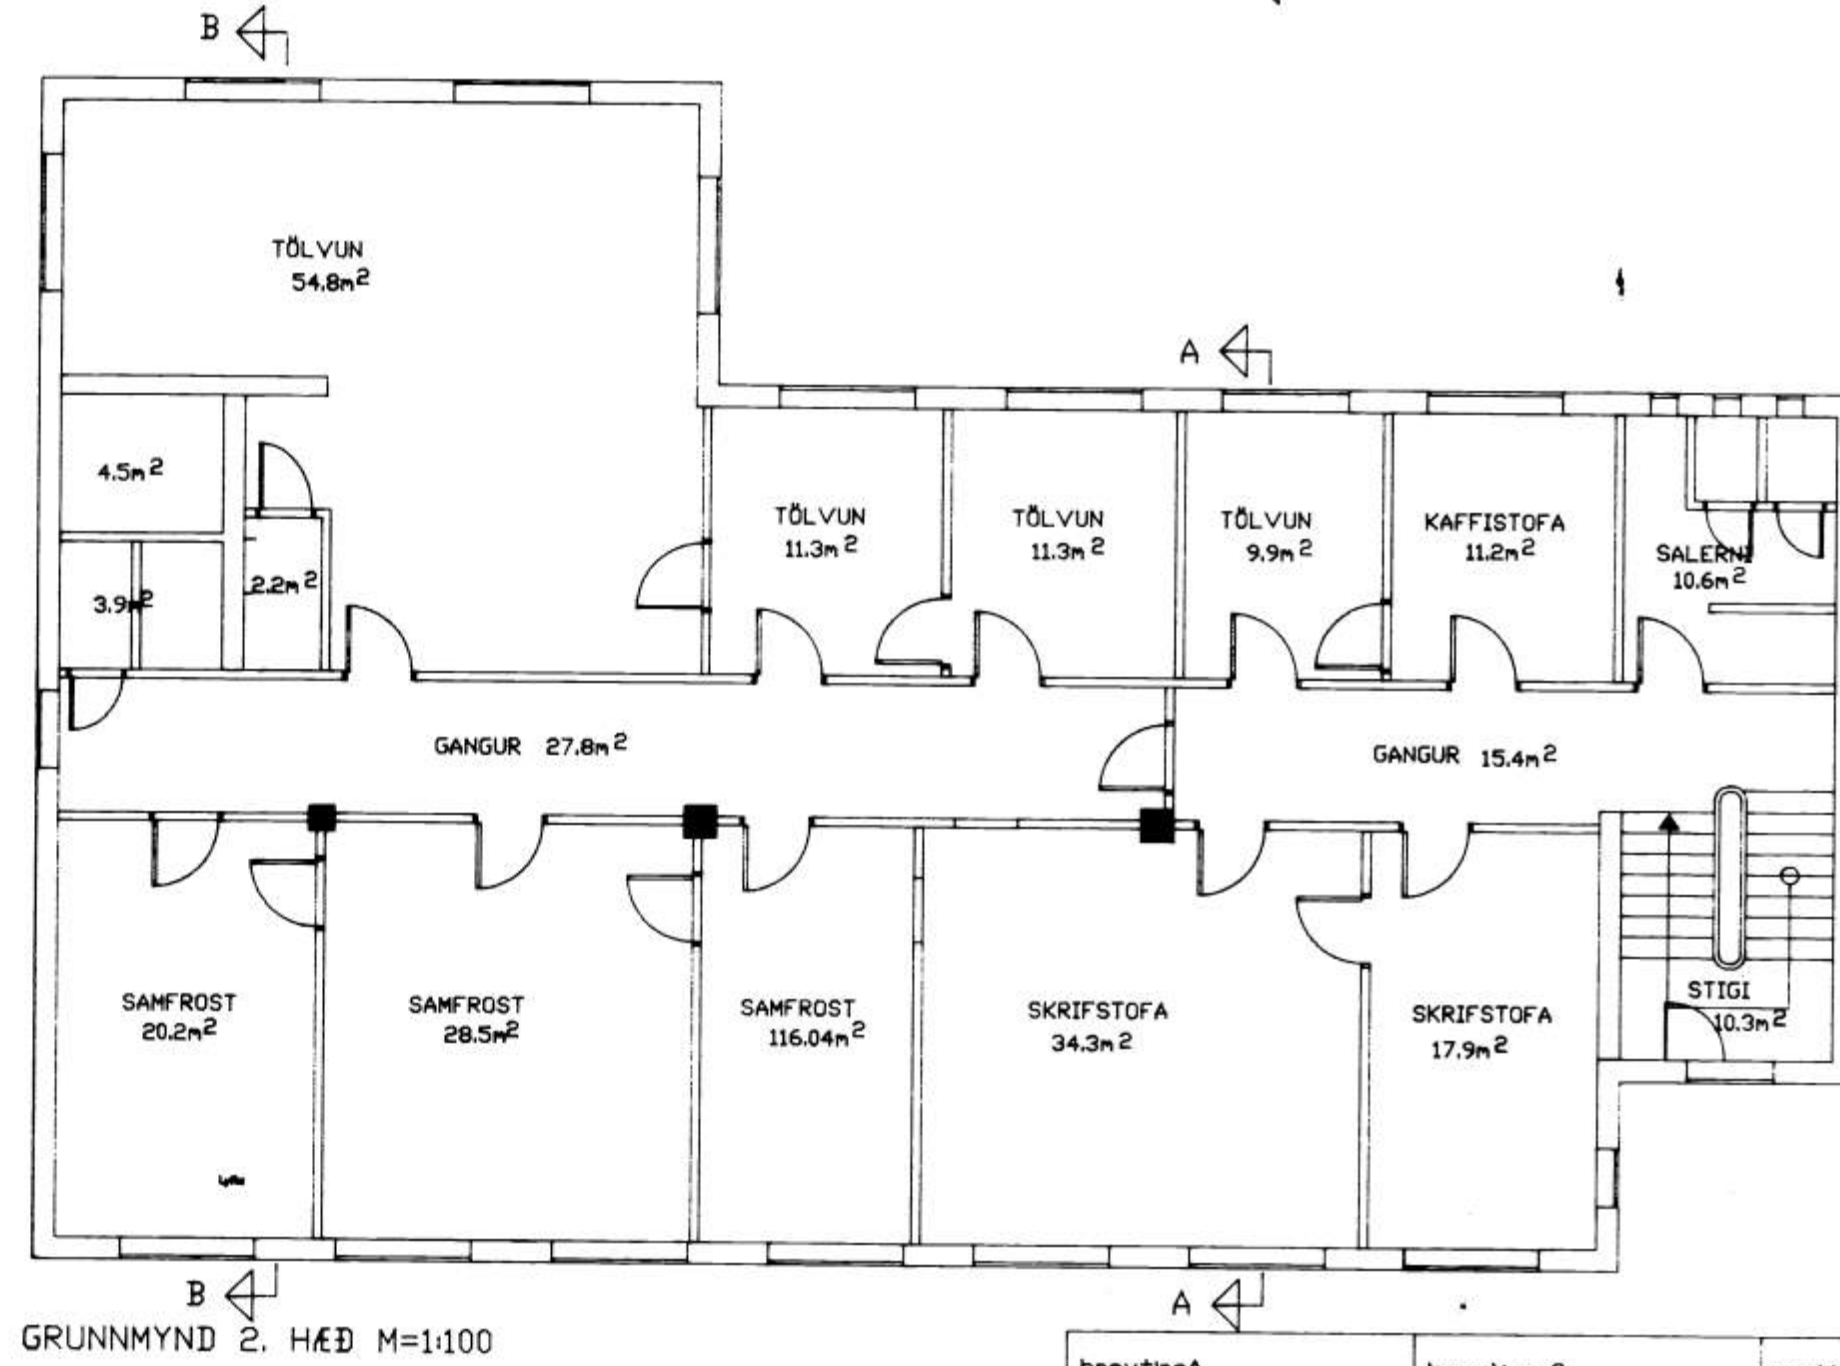 B
TÖLVUN
54.8m²
A
4.5m²
TÖLVUN
11.3m²
TÖLVUN
11.3m²
TÖLVUN
9.9m²
KAFFISTOFA
11.2m²
SALERNI
10.6m²
3.9m²
2.2m²
GANGUR 27.8m²
GANGUR 15.4m²
SAMFROST
20.2m²
SAMFROST
28.5m²
SAMFROST
116.04m²
SKRIFSTOFA
34.3m²
SKRIFSTOFA
17.9m²
STIGI
10.3m²
B
A
GRUNNMYND 2. HÆÐ M=1:100